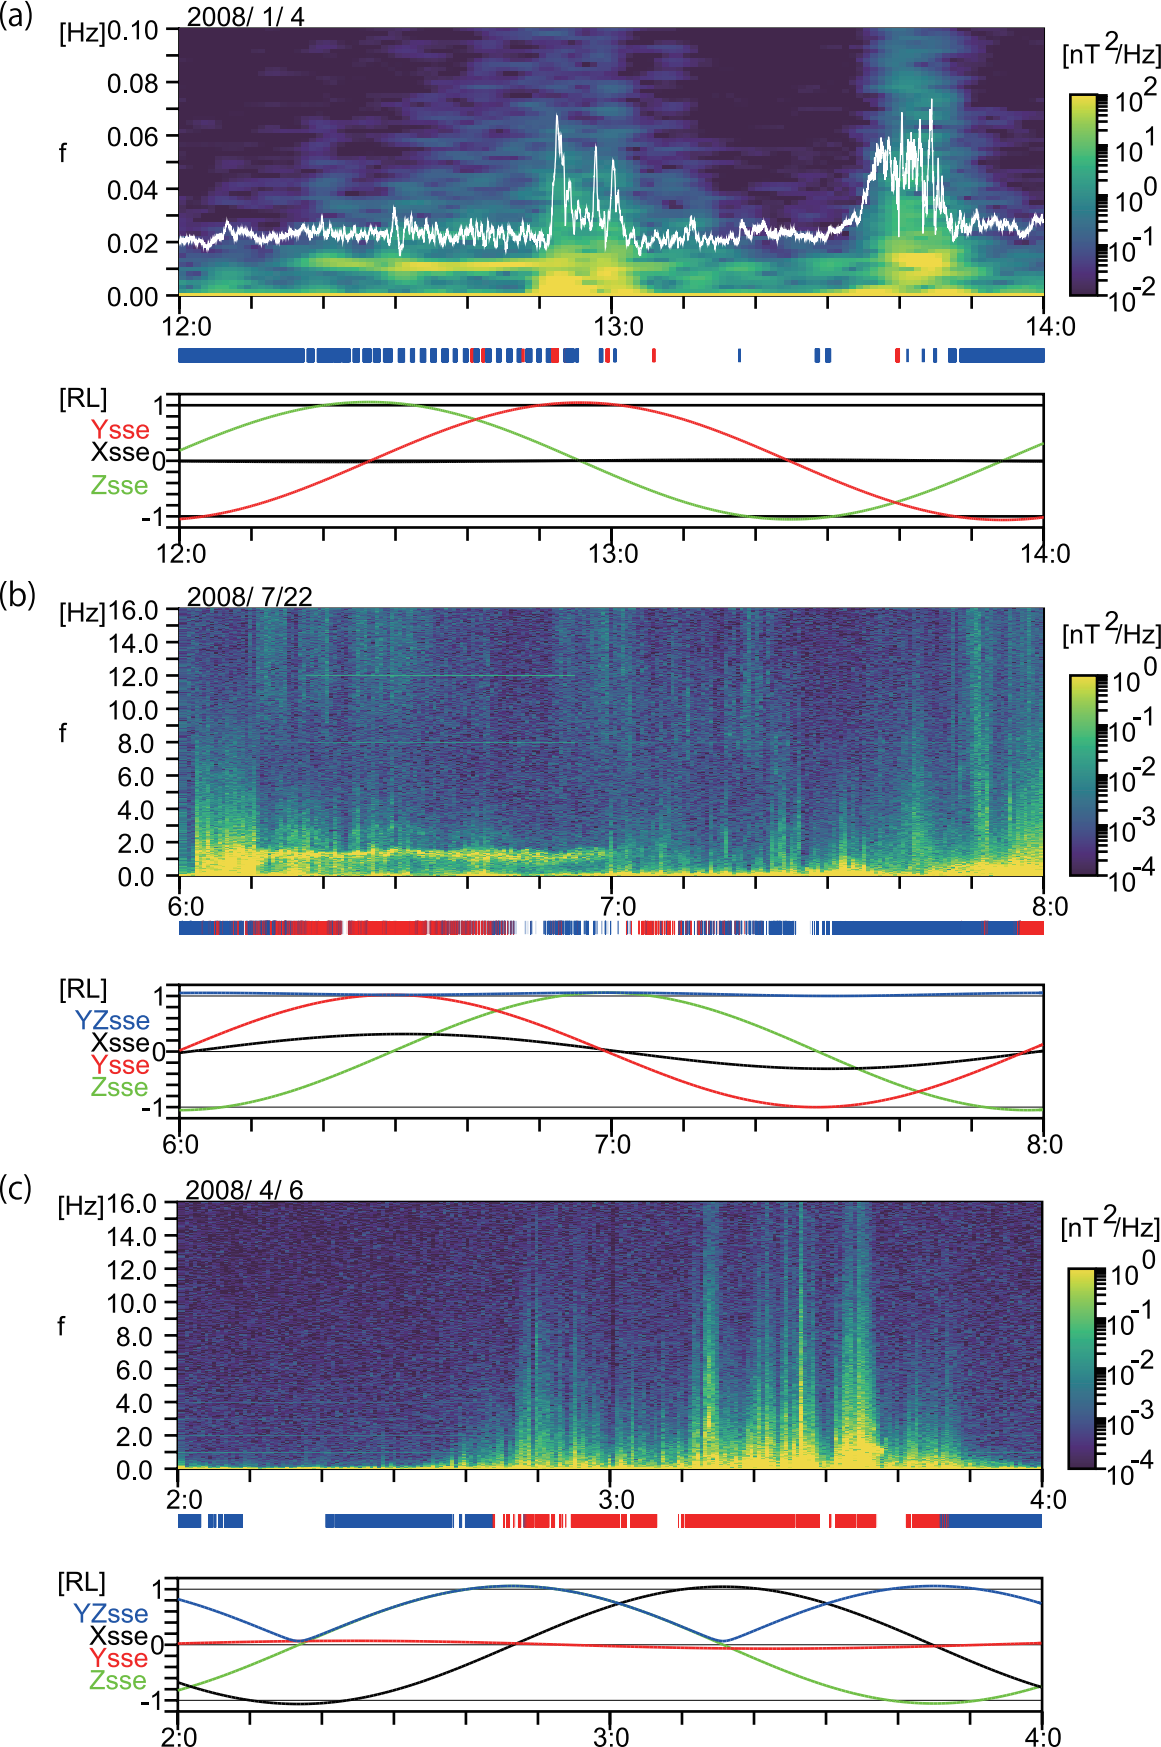 (a)
2008/ 1/ 4
[Hz]
0.10
0.08
0.06
f
0.04
0.02
0.00
12:0 13:0 14:0
[nT 2/Hz]
10 2
10 1
10 0
10 -1
10 -2
[RL]
Ysse
Xsse
Zsse
1
0
-1
12:0 13:0 14:0
(b)
2008/ 7/22
[Hz]
16.0
14.0
12.0
10.0
f
8.0
6.0
4.0
2.0
0.0
6:0 7:0 8:0
[nT 2/Hz]
10 0
10 -1
10 -2
10 -3
10 -4
[RL]
YZsse
Xsse
Ysse
Zsse
1
0
-1
6:0 7:0 8:0
(c)
2008/ 4/ 6
[Hz]
16.0
14.0
12.0
10.0
f
8.0
6.0
4.0
2.0
0.0
2:0 3:0 4:0
[nT 2/Hz]
10 0
10 -1
10 -2
10 -3
10 -4
[RL]
YZsse
Xsse
Ysse
Zsse
1
0
-1
2:0 3:0 4:0